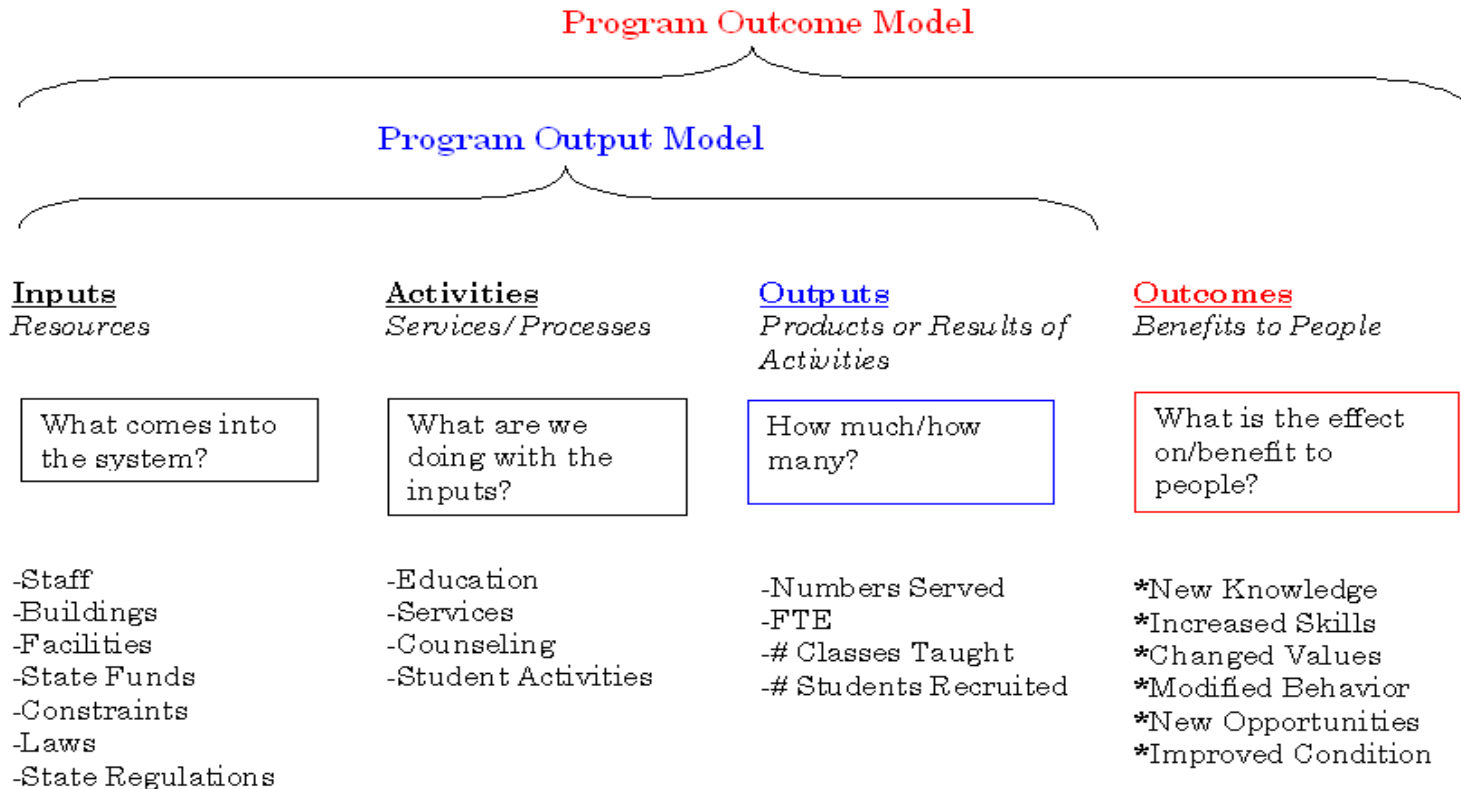 Program Outcome Model
Program Output Model
Inputs
Resources
What comes into
the system?
-Staff
-Buildings
-Facilities
-State Funds
-Constraints
-Laws
-State Regulations
Activities
Services/Processes
What are we
doing with the
inputs?
-Education
-Services
-Counseling
-Student Activities
Outputs
Products or Results of
Activities
How much/how
many?
-Numbers Served
-FTE
-# Classes Taught
-# Students Recruited
Outcomes
Benefits to People
What is the effect
on/benefit to
people?
*New Knowledge
*Increased Skills
*Changed Values
*Modified Behavior
*New Opportunities
*Improved Condition